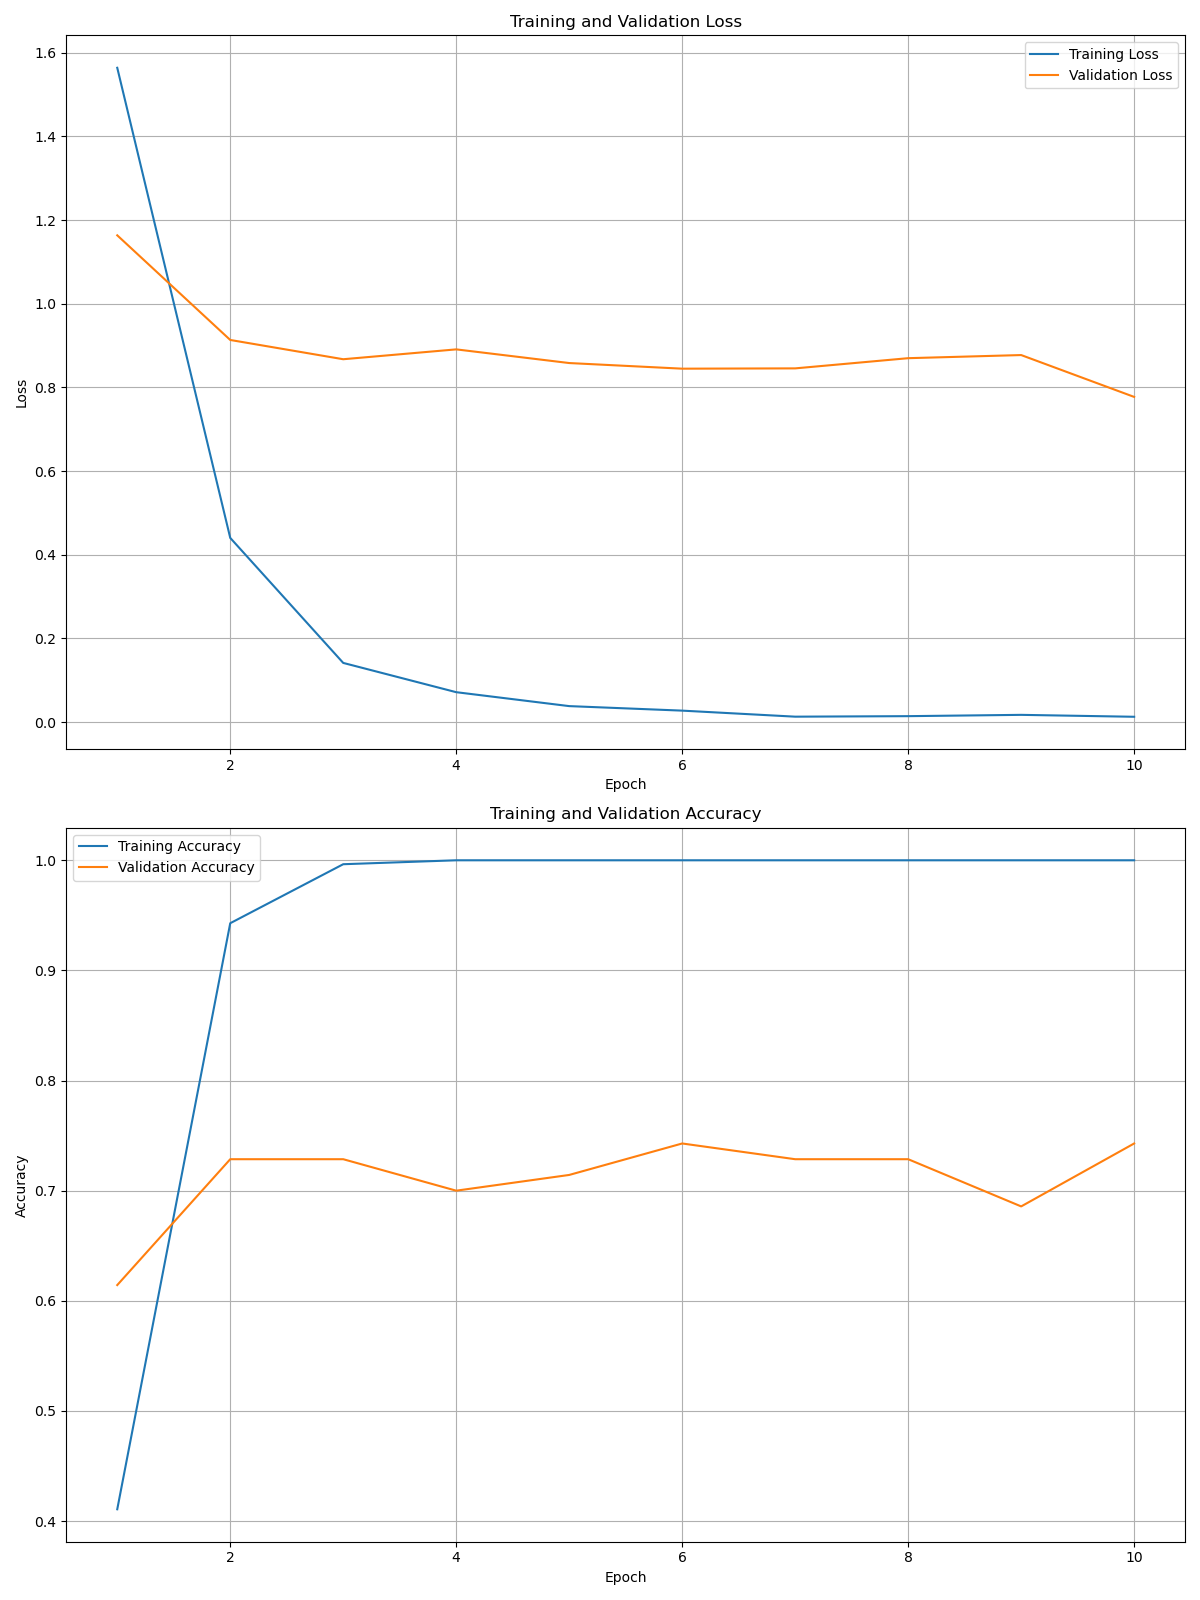 Training and Validation Loss
Training Loss
Validation Loss
1.6
1.4
1.2
1.0
0.8
0.6
0.4
0.2
0.0
Loss
2 4 6 8 10
Epoch
Training and Validation Accuracy
Training Accuracy
Validation Accuracy
1.0
0.9
0.8
0.7
0.6
0.5
0.4
Accuracy
2 4 6 8 10
Epoch